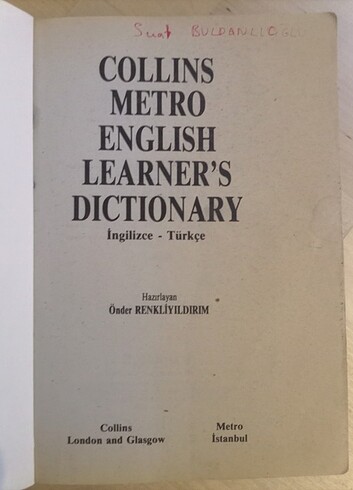 Suat BULDANLIOĞLU
COLLINS
METRO
ENGLISH
LEARNER'S
DICTIONARY
İngilizce - Türkçe
Hazırlayan
Önder RENKLİYILDIRIM
Collins
London and Glasgow
Metro
İstanbul